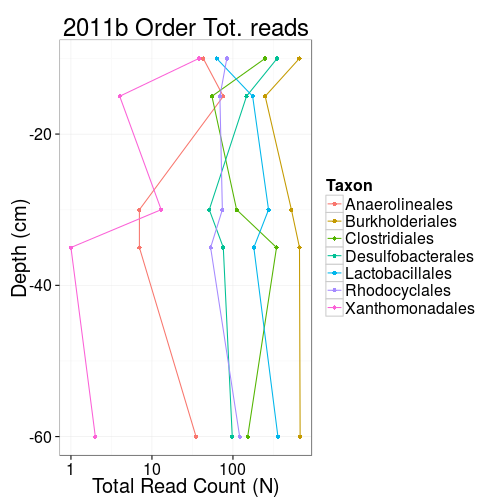 2011b Order Tot. reads
Depth (cm)
-20
-40
-60
1 10 100
Total Read Count (N)
Taxon
Anaerolineales
Burkholderiales
Clostridiales
Desulfobacterales
Lactobacillales
Rhodocyclales
Xanthomonadales